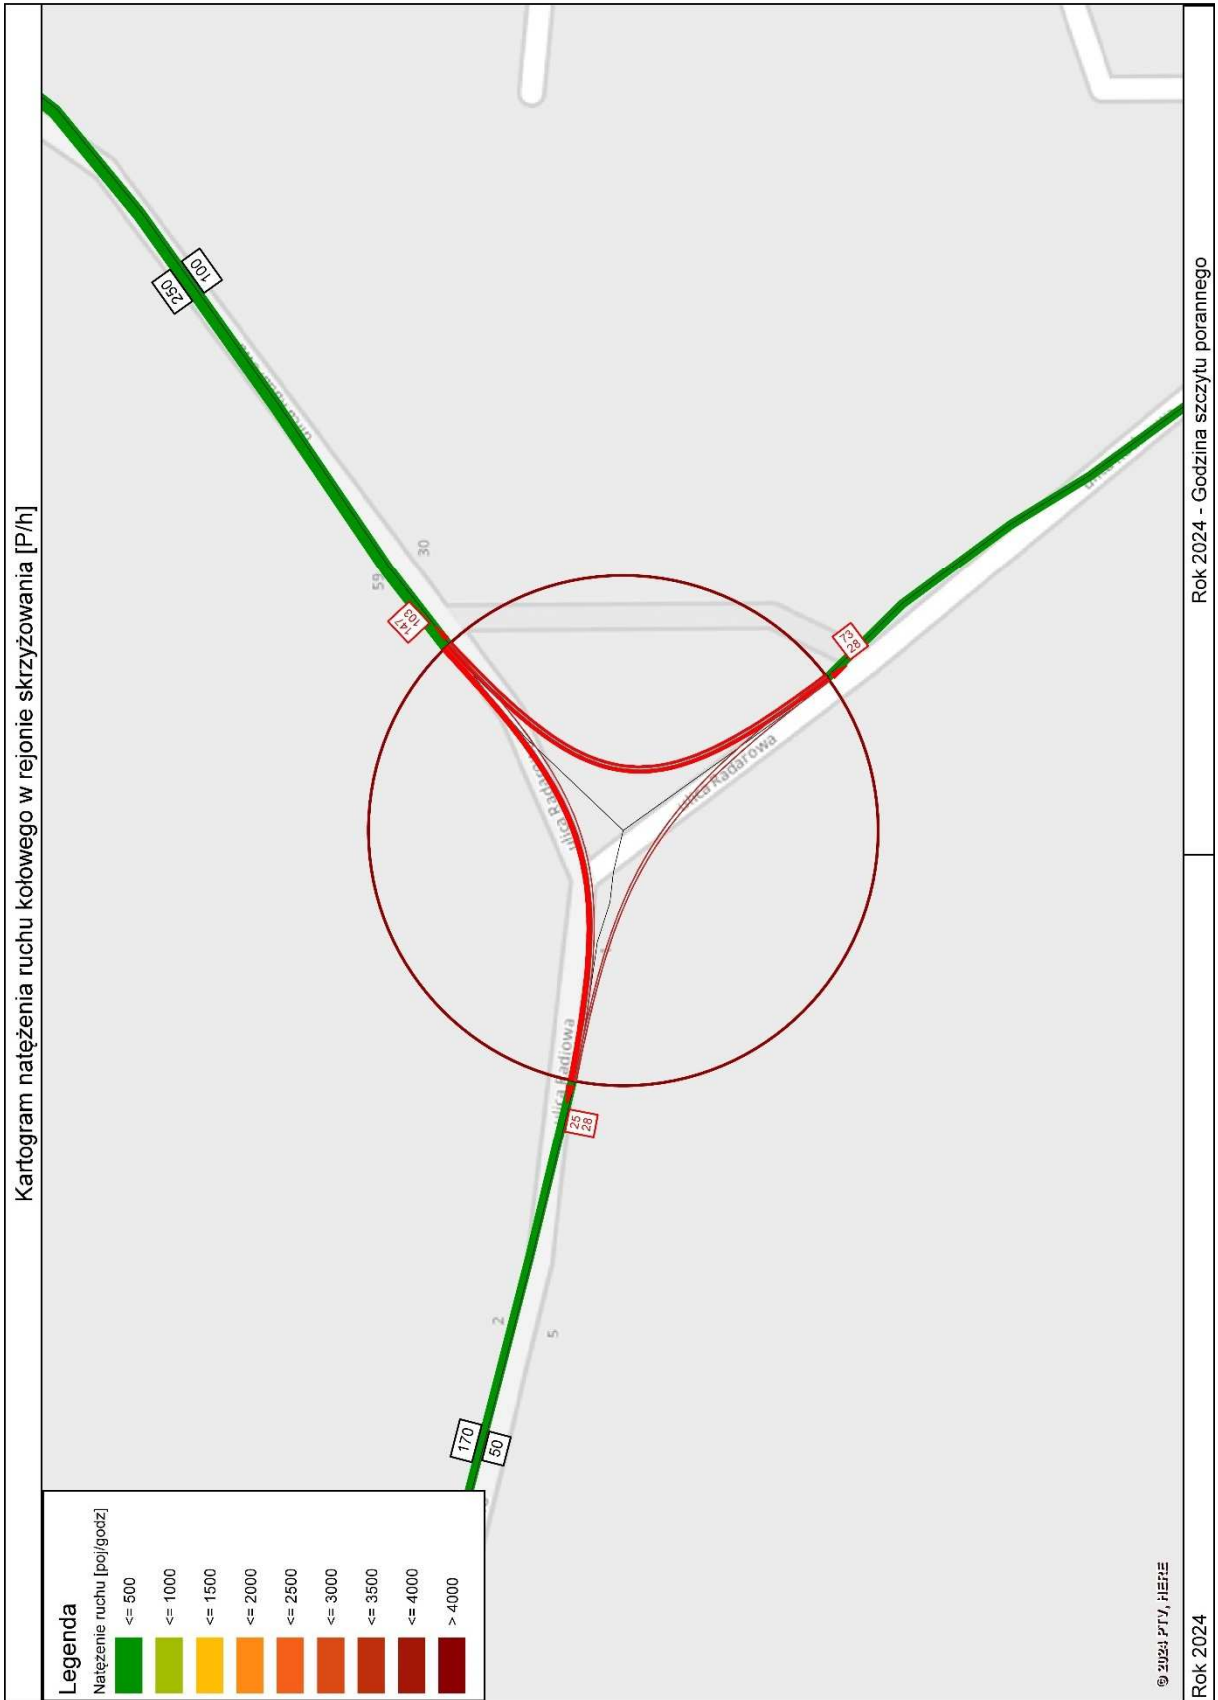 Kartogram natężenia ruchu kołowego w rejonie skrzyżowania [P/h]
250
100
59
30
147
103
ulica
73
28
ulica Radarowa
ulica Radiowa
25
28
2
5
170
50
Legenda
Natężenie ruchu [poj/godz]
<= 500
<= 1000
<= 1500
<= 2000
<= 2500
<= 3000
<= 3500
<= 4000
> 4000
© 2024 PTV, HERE
Rok 2024
Rok 2024 - Godzina szczytu porannego